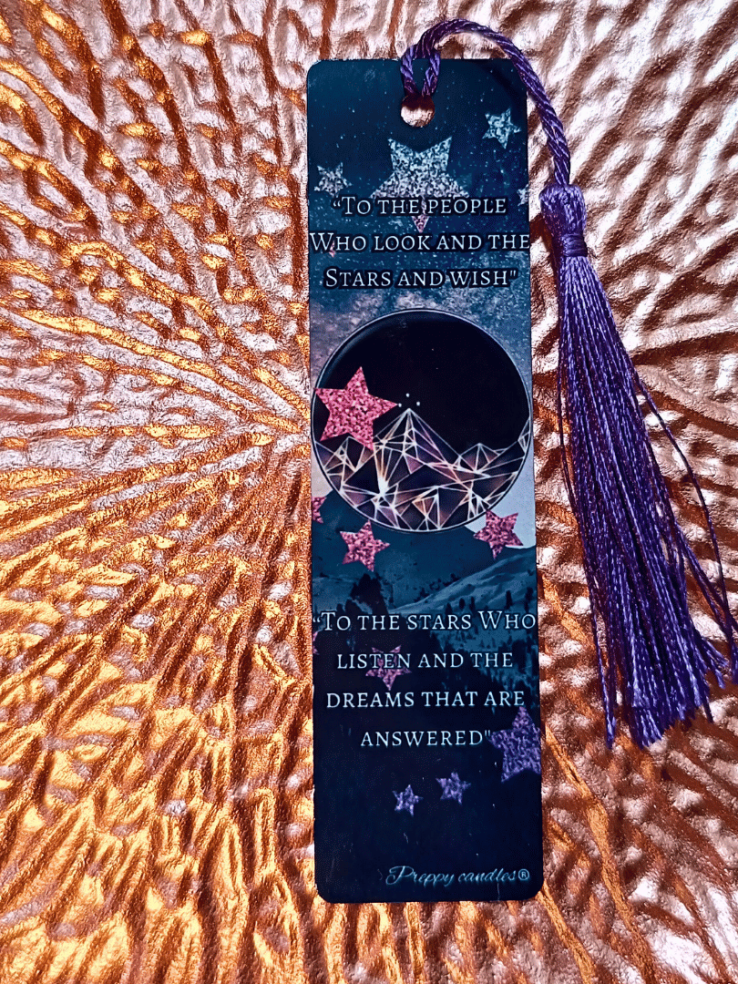 “To the people
Who look and the
Stars and wish"
“To the stars Who
listen and the
dreams that are
answered"
Preppy candles®